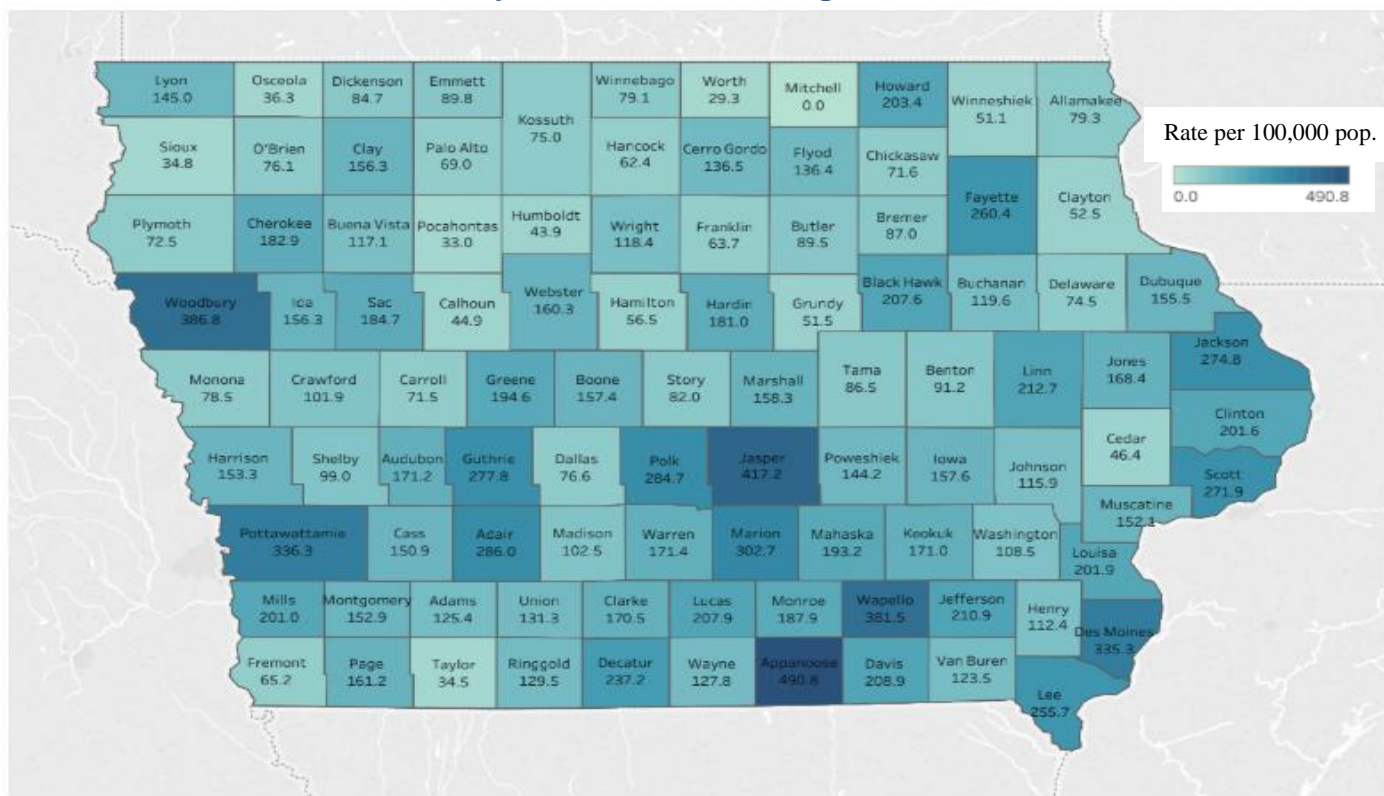 Lyon
145.0
Osceola
36.3
Dickenson
84.7
Emmett
89.8
Kossuth
75.0
Winnebago
79.1
Worth
29.3
Mitchell
0.0
Howard
203.4
Winneshiek
51.1
Allamakee
79.3
Rate per 100,000 pop.
0.0 490.8
Sioux
34.8
O'Brien
76.1
Clay
156.3
Palo Alto
69.0
Hancock
62.4
Cerro Gordo
136.5
Flyod
136.4
Chickasaw
71.6
Fayette
260.4
Clayton
52.5
Plymoth
72.5
Cherokee
182.9
Buena Vista
117.1
Pocahontas
33.0
Humboldt
43.9
Wright
118.4
Franklin
63.7
Butler
89.5
Bremer
87.0
Woodbury
386.8
Ida
156.3
Sac
184.7
Calhoun
44.9
Webster
160.3
Hamilton
56.5
Hardin
181.0
Grundy
51.5
Black Hawk
207.6
Buchanan
119.6
Delaware
74.5
Dubuque
155.5
Jackson
274.8
Monona
78.5
Crawford
101.9
Carroll
71.5
Greene
194.6
Boone
157.4
Story
82.0
Marshall
158.3
Tama
86.5
Benton
91.2
Linn
212.7
Jones
168.4
Clinton
201.6
Harrison
153.3
Shelby
99.0
Audubon
171.2
Guthrie
277.8
Dallas
76.6
Polk
284.7
Jasper
417.2
Poweshiek
144.2
Iowa
157.6
Johnson
115.9
Cedar
46.4
Scott
271.9
Muscatine
152.1
Pottawattamie
336.3
Cass
150.9
Adair
286.0
Madison
102.5
Warren
171.4
Marion
302.7
Mahaska
193.2
Keokuk
171.0
Washington
108.5
Louisa
201.9
Mills
201.0
Montgomery
152.9
Adams
125.4
Union
131.3
Clarke
170.5
Lucas
207.9
Monroe
187.9
Wapello
381.5
Jefferson
210.9
Henry
112.4
Des Moines
335.3
Fremont
65.2
Page
161.2
Taylor
34.5
Ringgold
129.5
Decatur
237.2
Wayne
127.8
Appanoose
490.8
Davis
208.9
Van Buren
123.5
Lee
255.7